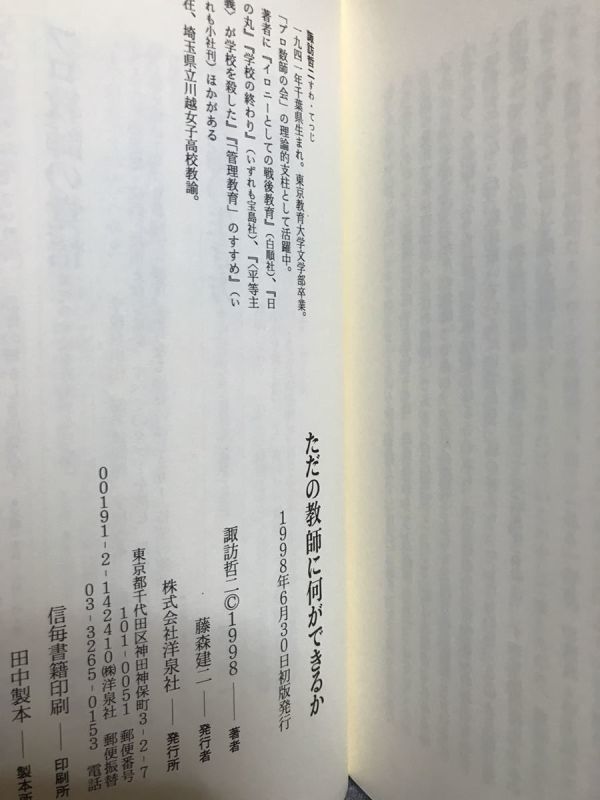 諏訪哲二 すわ・てつじ
一九四一年千葉県生まれ。東京教育大学文学部卒業。
「プロ教師の会」の理論的支柱として活躍中。
著者に『イロニーとしての戦後教育』(白順社)、『日
の丸』『学校の終わり』(いずれも宝島社)、『〈平等主
義〉が学校を殺した』『「管理教育」のすすめ』(い
れも小社刊)ほかがある
在、埼玉県立川越女子高校教諭。
ただの教師に何ができるか
1998年6月30日初版発行
諏訪哲二©1998――著者
藤森建二――発行者
株式会社洋泉社――発行所
東京都千代田区神田神保町3-2-7
101-0051 郵便番号
00191-2-142410㈱洋泉社 郵便振替
03-3265-0153 電話
信毎書籍印刷――印刷所
田中製本――製本所